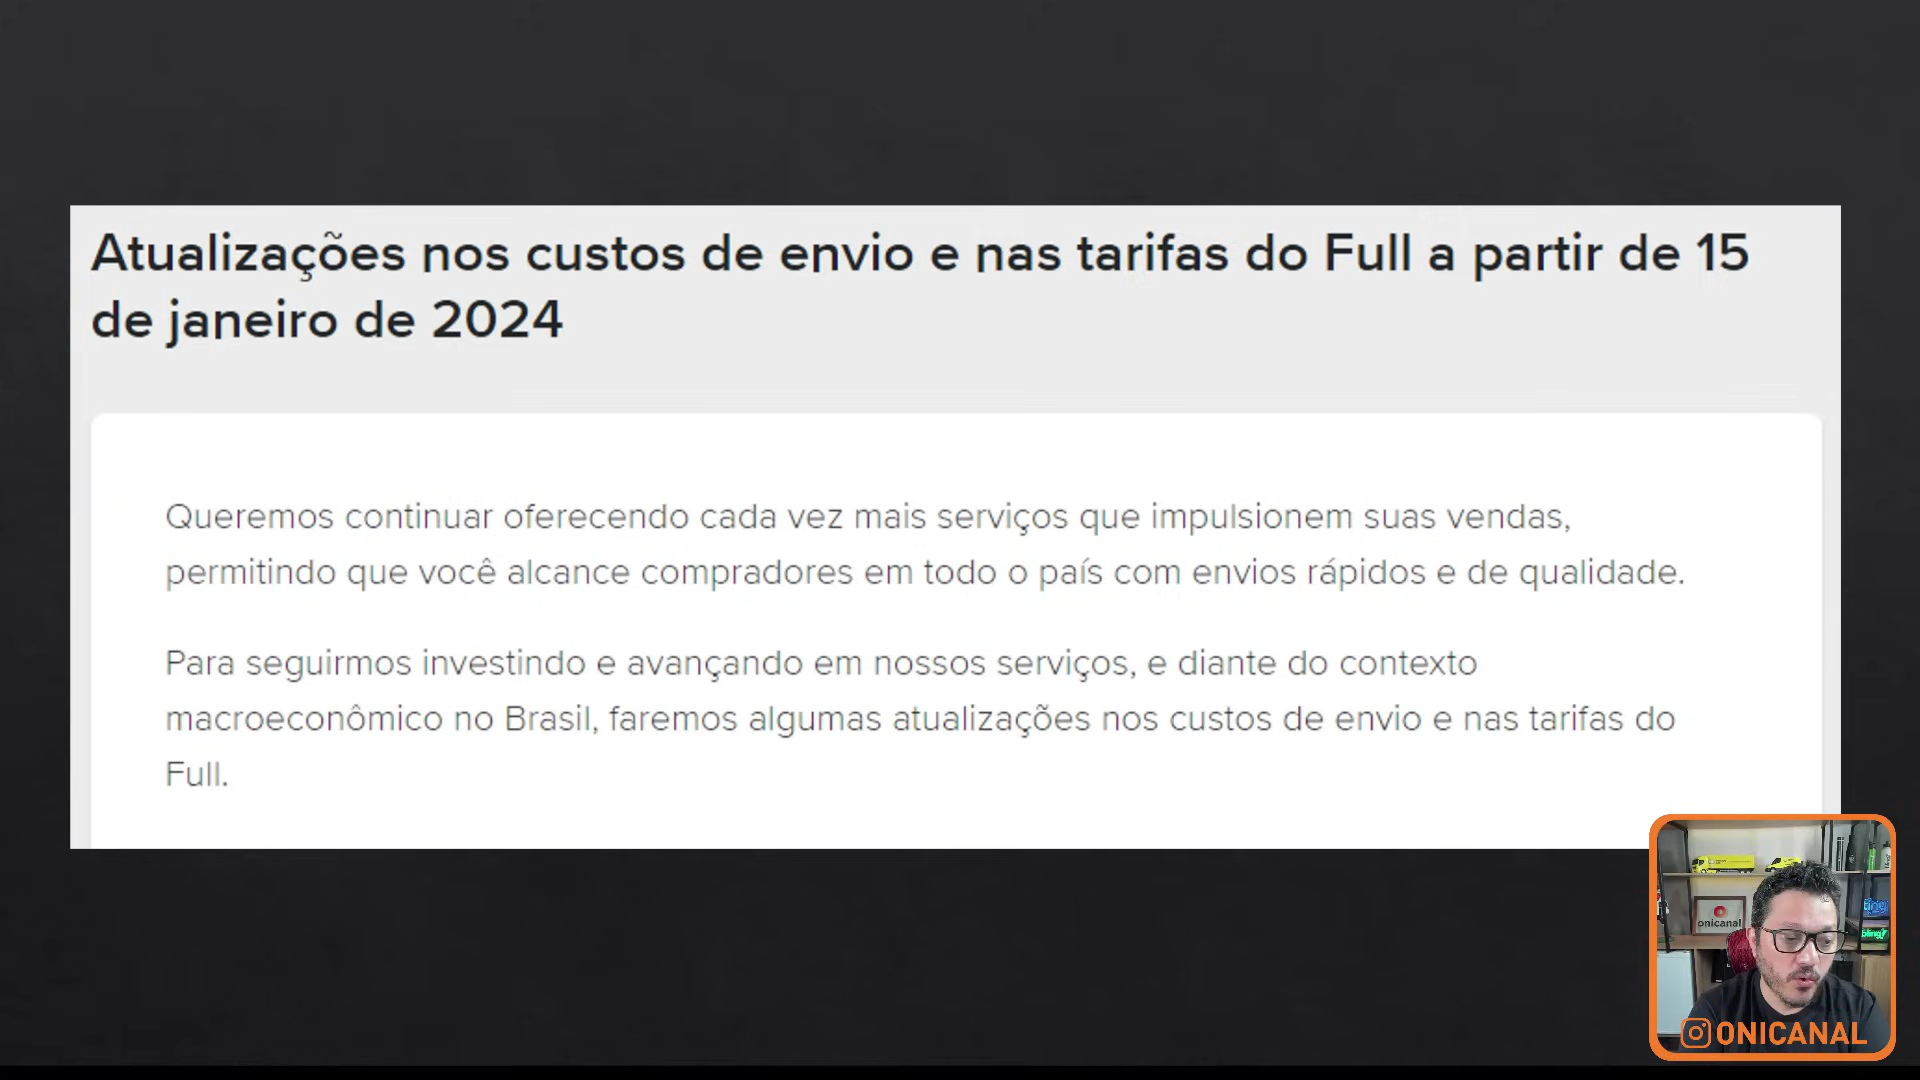 Atualizações nos custos de envio e nas tarifas do Full a partir de 15
de janeiro de 2024
Queremos continuar oferecendo cada vez mais serviços que impulsionem suas vendas,
permitindo que você alcance compradores em todo o país com envios rápidos e de qualidade.
Para seguirmos investindo e avançando em nossos serviços, e diante do contexto
macroeconômico no Brasil, faremos algumas atualizações nos custos de envio e nas tarifas do
Full.
onicanal
bling!
ONICANAL